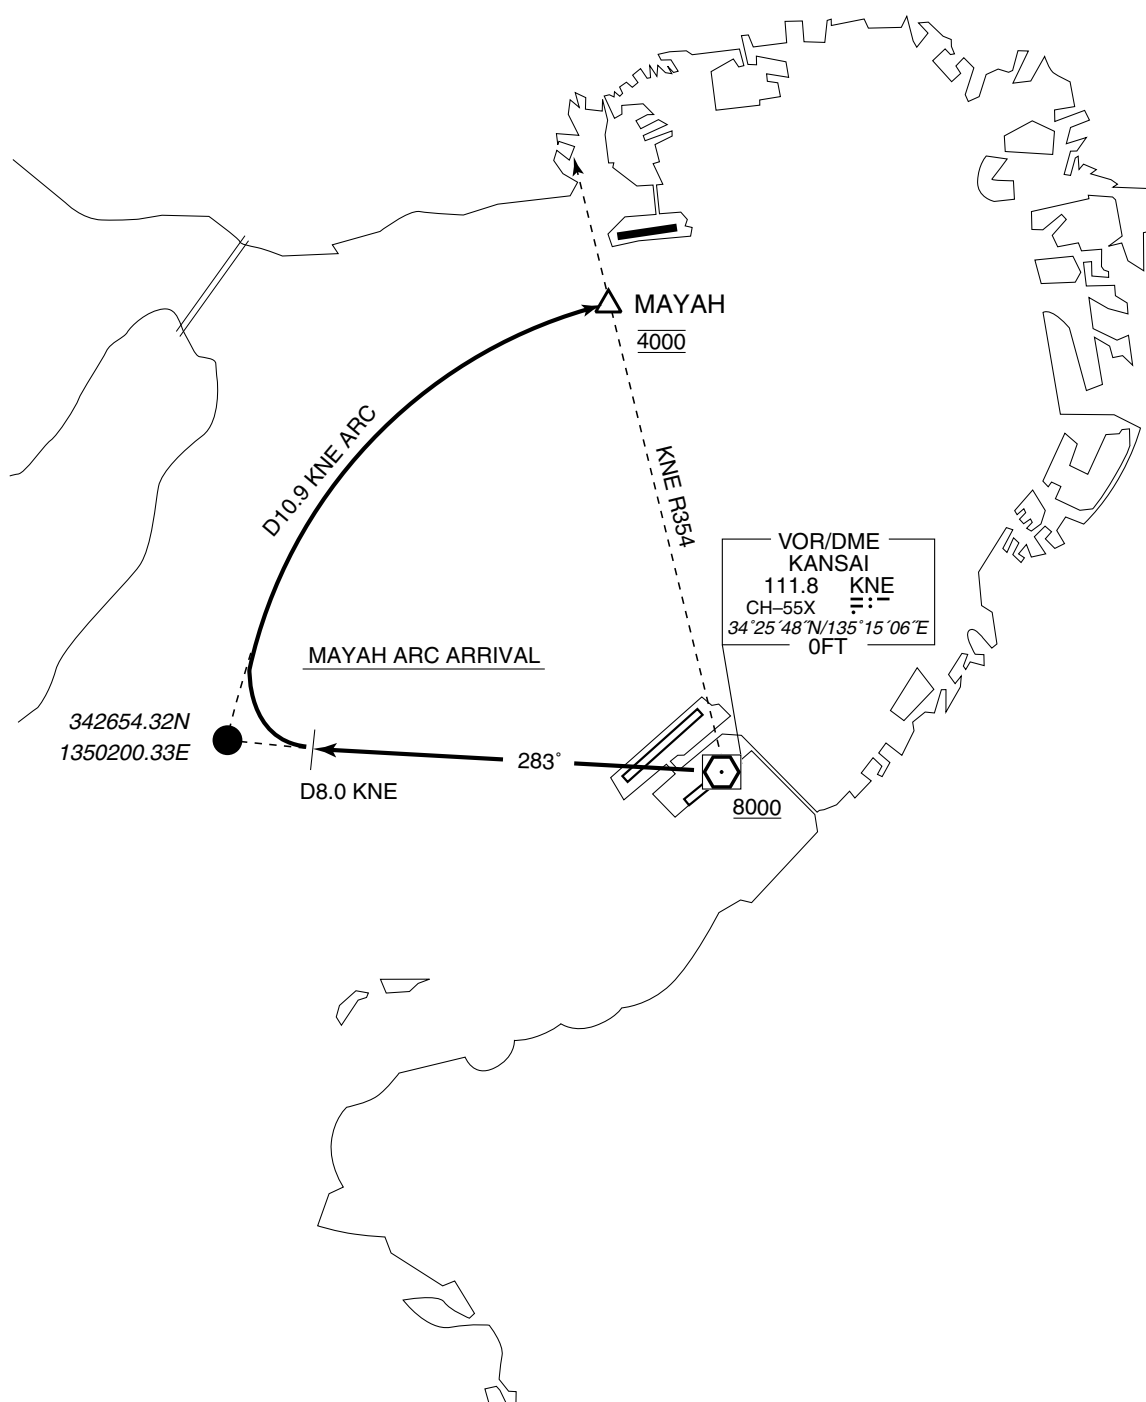 MAYAH
4000
D10.9 KNE ARC
KNE R354
VOR/DME
KANSAI
111.8 KNE
CH–55X
34°25´48˝N/135°15´06˝E
0FT
MAYAH ARC ARRIVAL
342654.32N
1350200.33E
283°
D8.0 KNE
8000